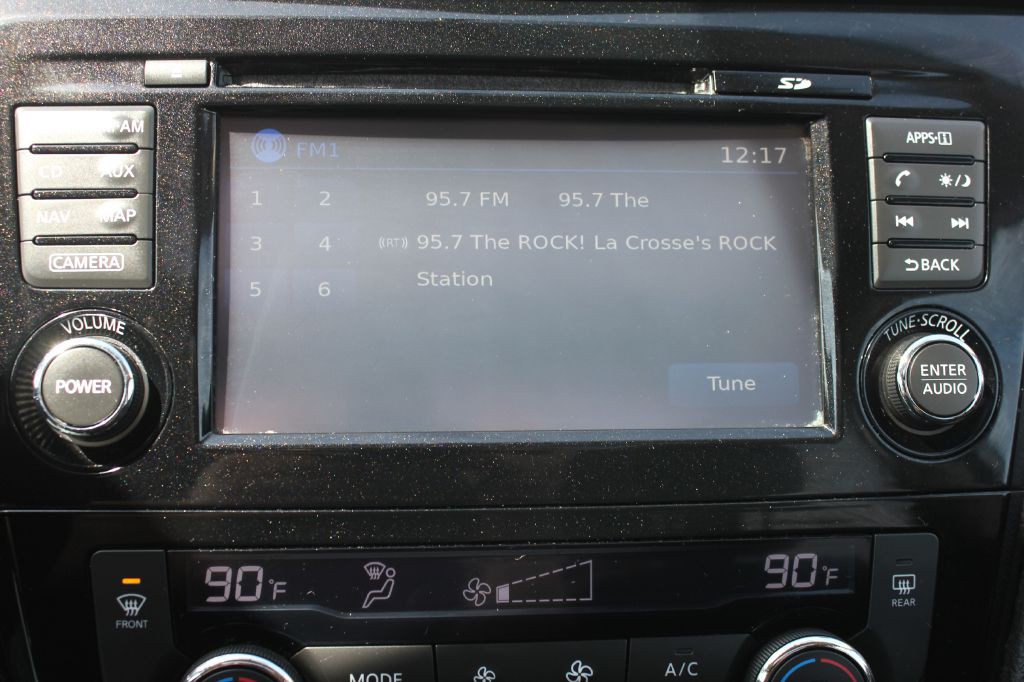 SD
AM
CD AUX
NAV MAP
CAMERA
VOLUME
POWER
FM1
12:17
1 2
95.7 FM 95.7 The
3 4
(RT) 95.7 The ROCK! La Crosse's ROCK
Station
5 6
Tune
APPS·i
BACK
TUNE·SCROLL
ENTER
AUDIO
90°F
90°F
FRONT
REAR
MODE
A/C